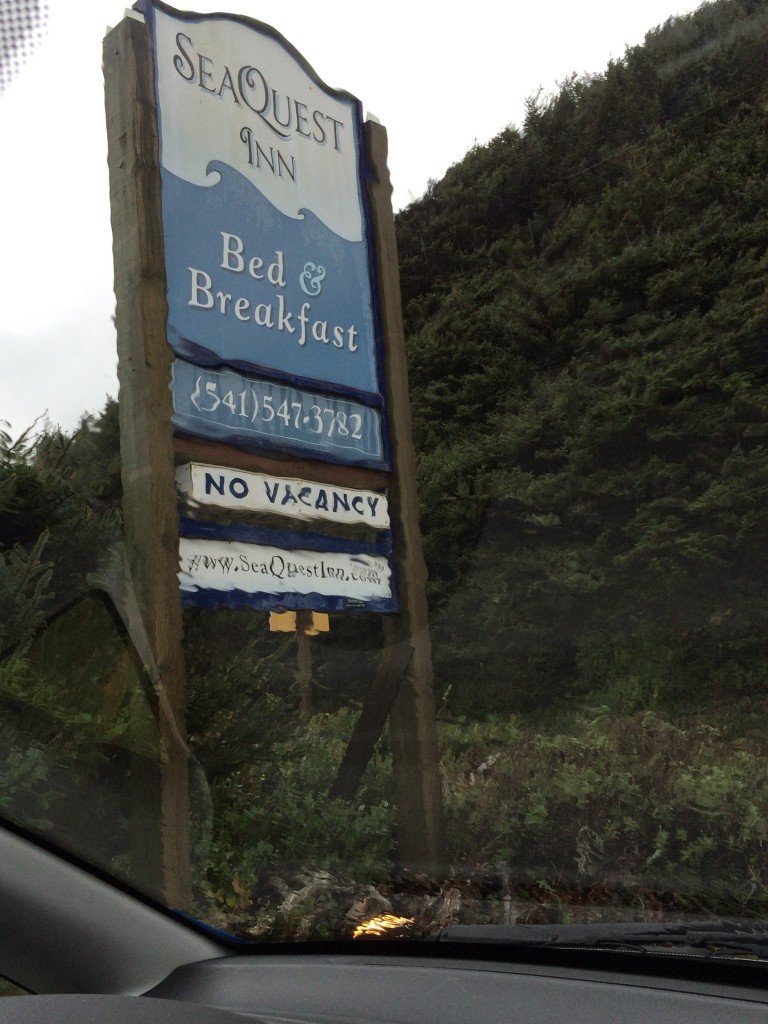 SEAQUEST
INN
Bed &
Breakfast
(541)547-3782
NO VACANCY
www.SeaQuestInn.com